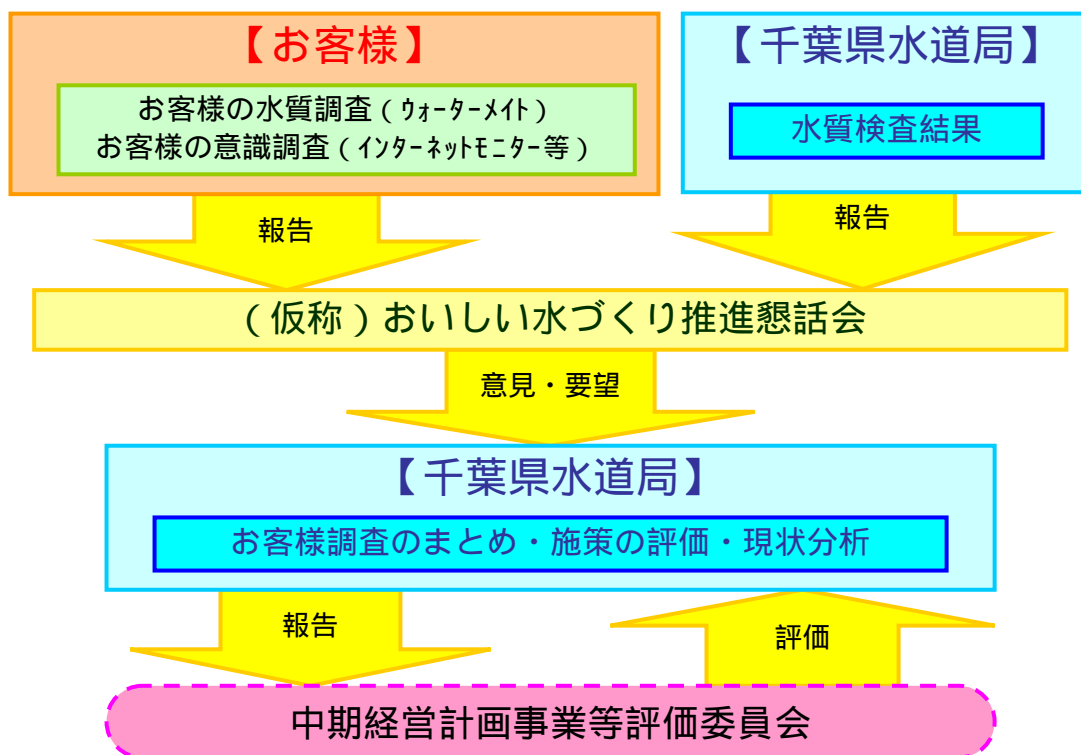 【お客様】
お客様の水質調査（ｳｫｰﾀｰﾒｲﾄ）
お客様の意識調査（ｲﾝﾀｰﾈｯﾄﾓﾆﾀｰ等）
【千葉県水道局】
水質検査結果
報告
報告
（仮称）おいしい水づくり推進懇話会
意見・要望
【千葉県水道局】
お客様調査のまとめ・施策の評価・現状分析
報告
評価
中期経営計画事業等評価委員会